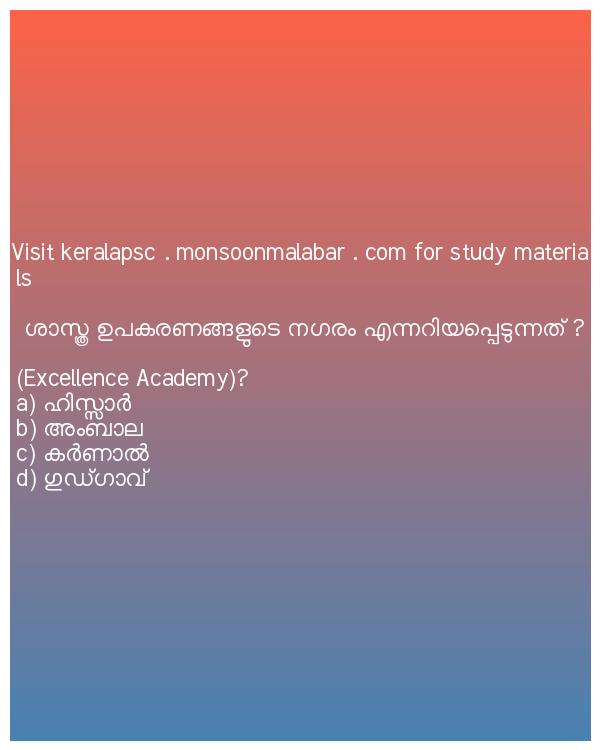 Visit keralapsc . monsoonmalabar . com for study materia
ls
ശാസ്ത്ര ഉപകരണങ്ങളുടെ നഗരം എന്നറിയപ്പെടുന്നത് ?
(Excellence Academy)?
a) ഹിസ്സാർ
b) അംബാല
c) കർണാൽ
d) ഗുഡ്ഗാവ്